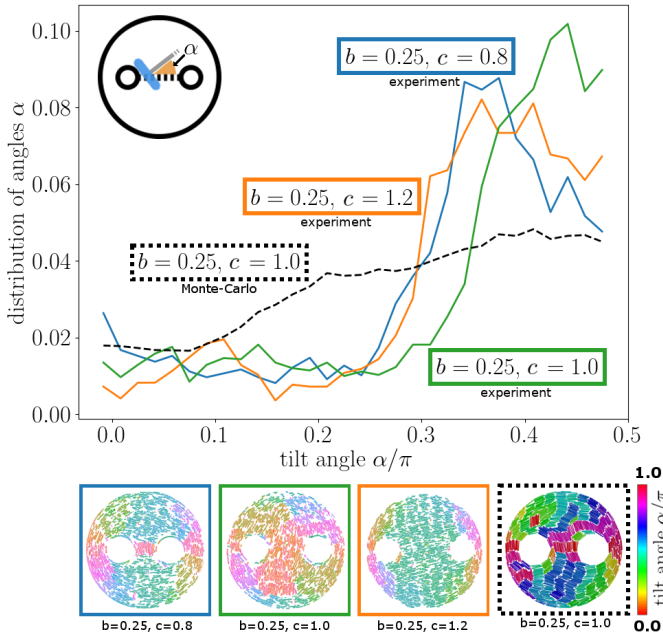 distribution of angles α
0.10
0.08
0.06
0.04
0.02
0.00
α
b = 0.25, c = 0.8
experiment
b = 0.25, c = 1.2
experiment
b = 0.25, c = 1.0
Monte-Carlo
b = 0.25, c = 1.0
experiment
0.0 0.1 0.2 0.3 0.4 0.5
tilt angle α/π
1.0
tilt angle α/π
0.0
b=0.25, c=0.8
b=0.25, c=1.0
b=0.25, c=1.2
b=0.25, c=1.0